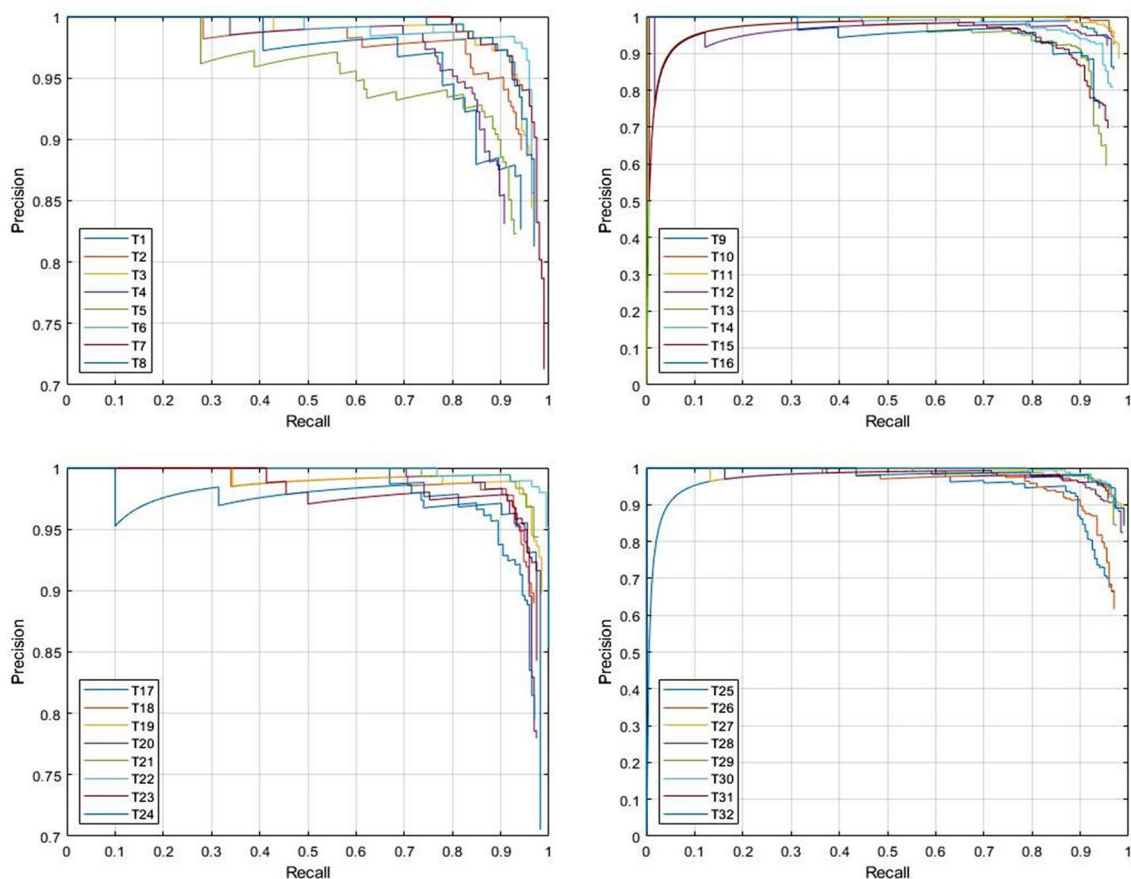 1
0.95
0.9
0.85
0.8
0.75
0.7
Precision
T1
T2
T3
T4
T5
T6
T7
T8
0 0.1 0.2 0.3 0.4 0.5 0.6 0.7 0.8 0.9 1
Recall
1
0.9
0.8
0.7
0.6
0.5
0.4
0.3
0.2
0.1
0
Precision
T9
T10
T11
T12
T13
T14
T15
T16
0 0.1 0.2 0.3 0.4 0.5 0.6 0.7 0.8 0.9 1
Recall
1
0.95
0.9
0.85
0.8
0.75
0.7
Precision
T17
T18
T19
T20
T21
T22
T23
T24
0 0.1 0.2 0.3 0.4 0.5 0.6 0.7 0.8 0.9 1
Recall
1
0.9
0.8
0.7
0.6
0.5
0.4
0.3
0.2
0.1
0
Precision
T25
T26
T27
T28
T29
T30
T31
T32
0 0.1 0.2 0.3 0.4 0.5 0.6 0.7 0.8 0.9 1
Recall